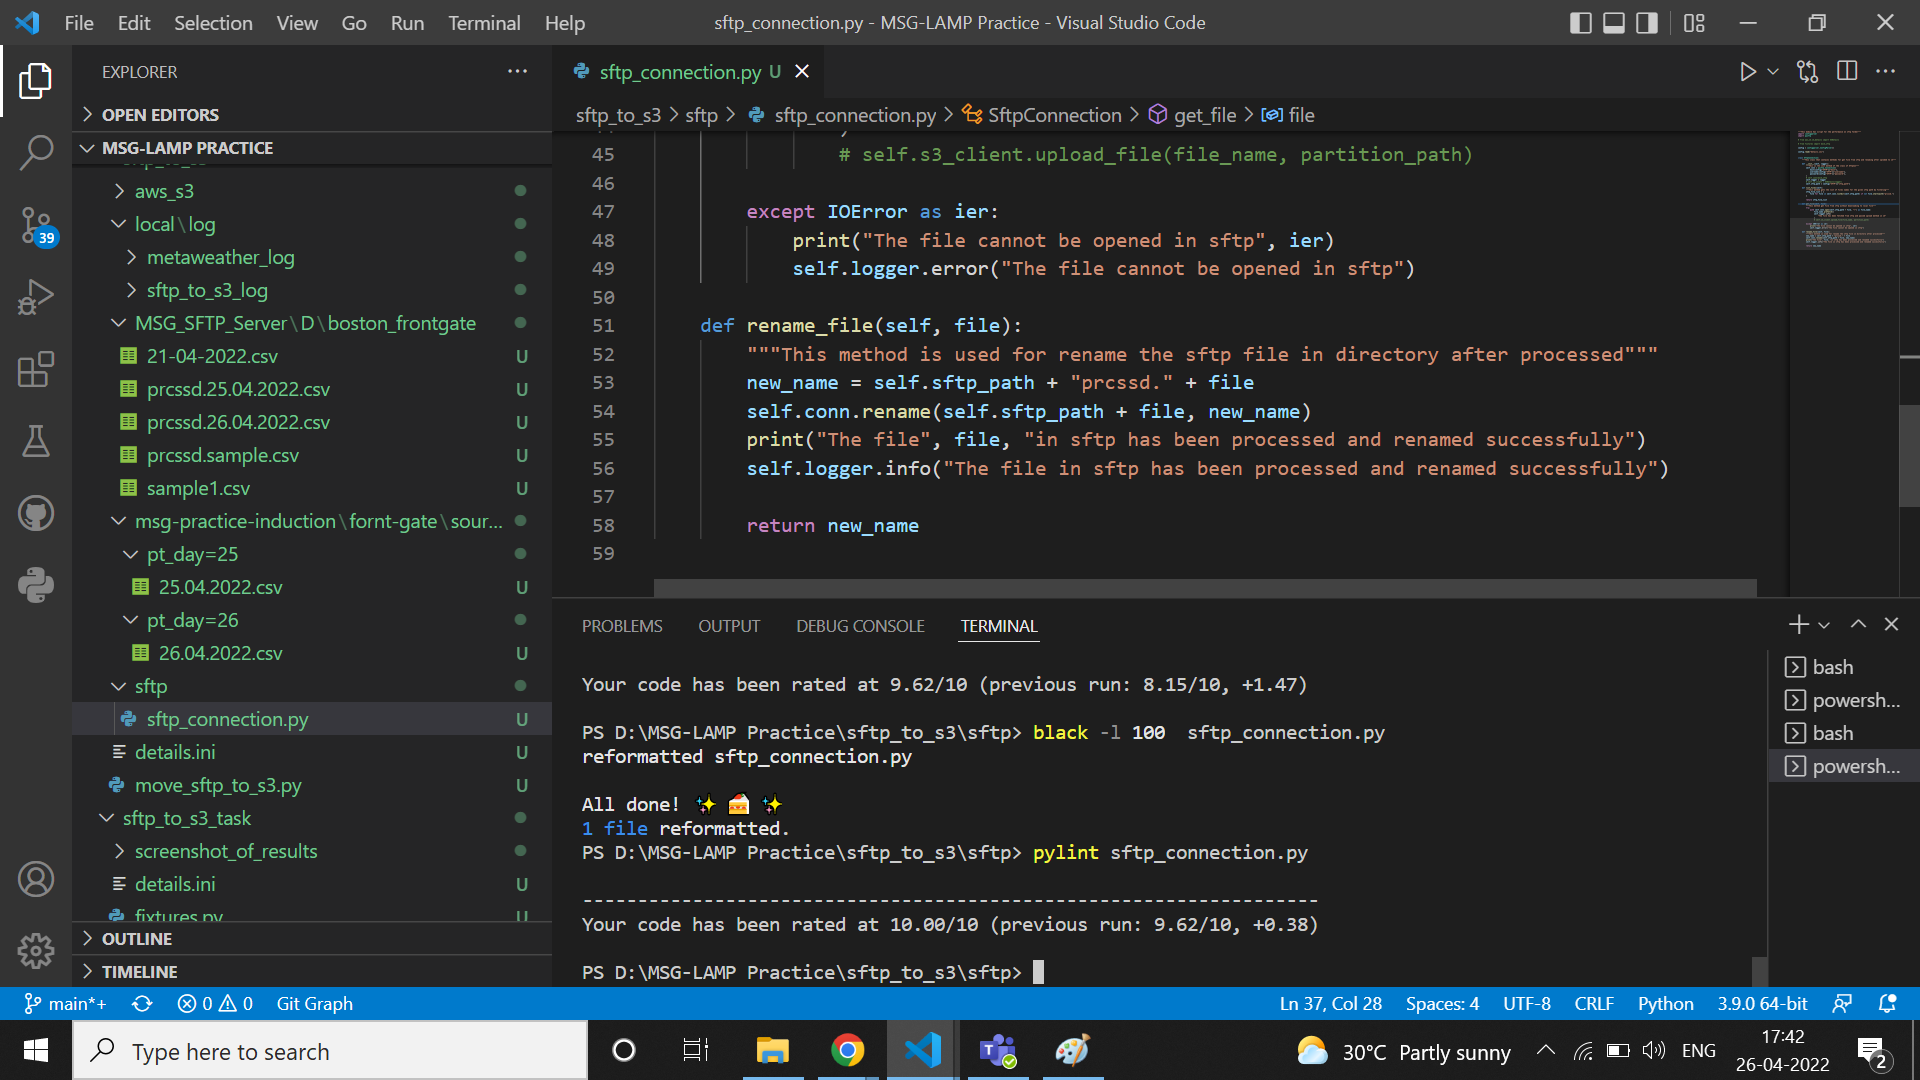 File Edit Selection View Go Run Terminal Help
sftp_connection.py - MSG-LAMP Practice - Visual Studio Code
EXPLORER
OPEN EDITORS
MSG-LAMP PRACTICE
aws_s3
local\log
metaweather_log
sftp_to_s3_log
MSG_SFTP_Server\D\boston_frontgate
21-04-2022.csv U
prcssd.25.04.2022.csv U
prcssd.26.04.2022.csv U
prcssd.sample.csv U
sample1.csv U
msg-practice-induction\fornt-gate\sour...
pt_day=25
25.04.2022.csv U
pt_day=26
26.04.2022.csv U
sftp
sftp_connection.py U
details.ini U
move_sftp_to_s3.py U
sftp_to_s3_task
screenshot_of_results
details.ini U
fixtures.py U
OUTLINE
TIMELINE
39
sftp_connection.py U
sftp_to_s3 > sftp > sftp_connection.py > SftpConnection > get_file > file
45 # self.s3_client.upload_file(file_name, partition_path)
46
47 except IOError as ier:
48 print("The file cannot be opened in sftp", ier)
49 self.logger.error("The file cannot be opened in sftp")
50
51 def rename_file(self, file):
52 """This method is used for rename the sftp file in directory after processed"""
53 new_name = self.sftp_path + "prcssd." + file
54 self.conn.rename(self.sftp_path + file, new_name)
55 print("The file", file, "in sftp has been processed and renamed successfully")
56 self.logger.info("The file in sftp has been processed and renamed successfully")
57
58 return new_name
59
PROBLEMS OUTPUT DEBUG CONSOLE TERMINAL
Your code has been rated at 9.62/10 (previous run: 8.15/10, +1.47)
PS D:\MSG-LAMP Practice\sftp_to_s3\sftp> black -l 100  sftp_connection.py
reformatted sftp_connection.py
All done! ✨ 🍰 ✨
1 file reformatted.
PS D:\MSG-LAMP Practice\sftp_to_s3\sftp> pylint sftp_connection.py
-------------------------------------------------------------------
Your code has been rated at 10.00/10 (previous run: 9.62/10, +0.38)
PS D:\MSG-LAMP Practice\sftp_to_s3\sftp>
bash
powersh...
bash
powersh...
main*+ 0 0 Git Graph
Ln 37, Col 28 Spaces: 4 UTF-8 CRLF Python 3.9.0 64-bit
Type here to search
30°C Partly sunny
ENG
17:42
26-04-2022
2